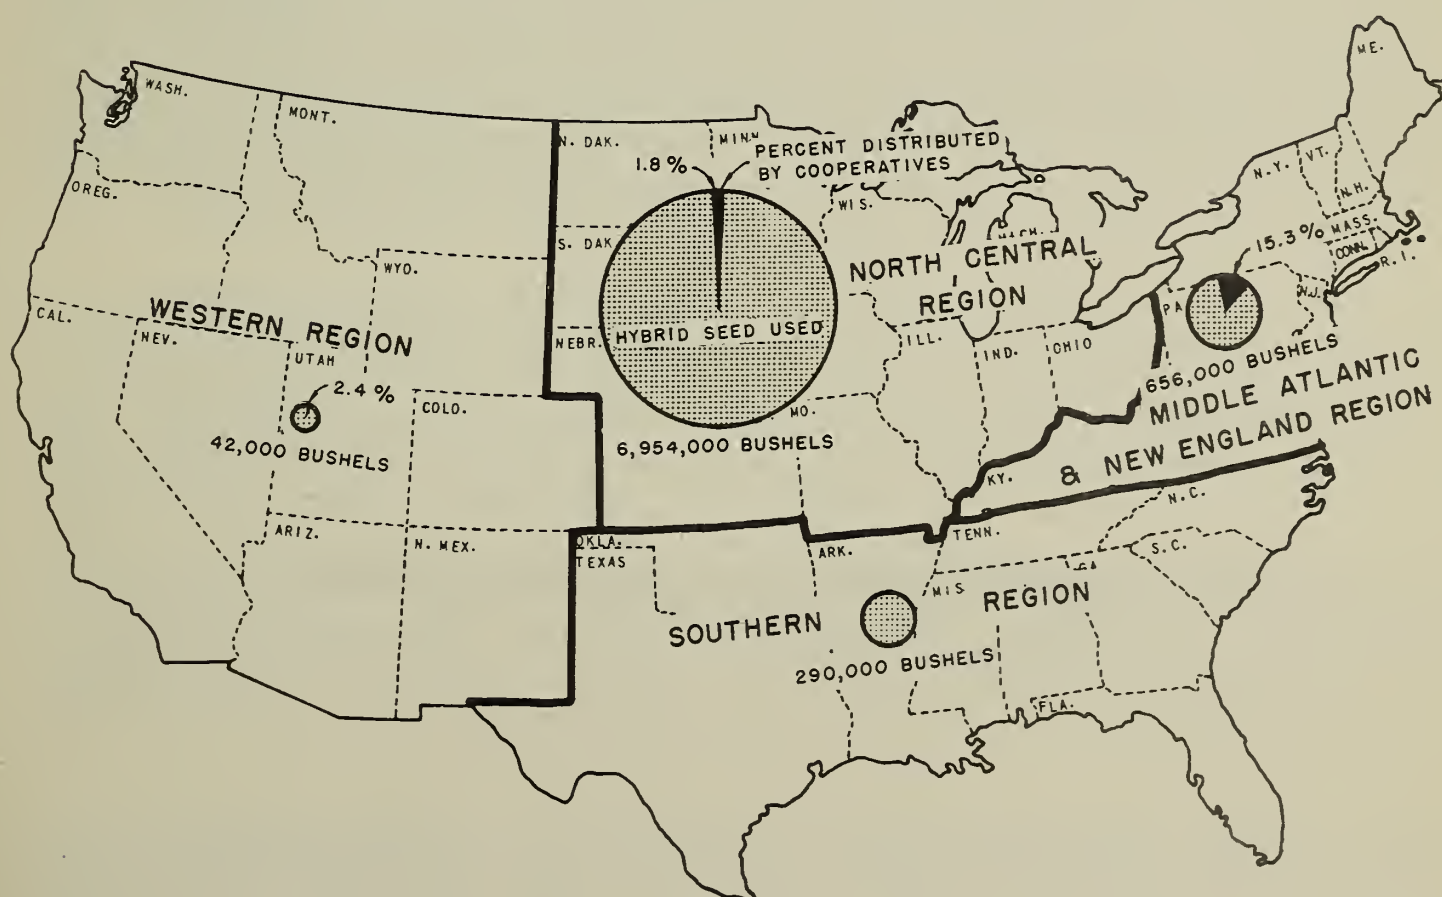 ME.
WASH.
MONT.
N. DAK.
MINN
PERCENT DISTRIBUTED
BY COOPERATIVES
1.8 %
N.Y.
VT.
N.H.
OREG.
WIS.
MASS.
S. DAK
MICH.
15.3 %
CONN.
R. I.
WYO.
NORTH CENTRAL
REGION
N.J.
PA
CAL.
WESTERN REGION
NEV.
UTAH
NEBR.
HYBRID SEED USED
ILL.
IND.
OHIO
656,000 BUSHELS
MIDDLE ATLANTIC
& NEW ENGLAND REGION
2.4 %
COLO.
MO.
42,000 BUSHELS
6,954,000 BUSHELS
KY.
N.C.
ARIZ.
N. MEX.
OKLA.
TEXAS
ARK.
TENN.
S.C.
GA
MIS
SOUTHERN REGION
290,000 BUSHELS
FLA.